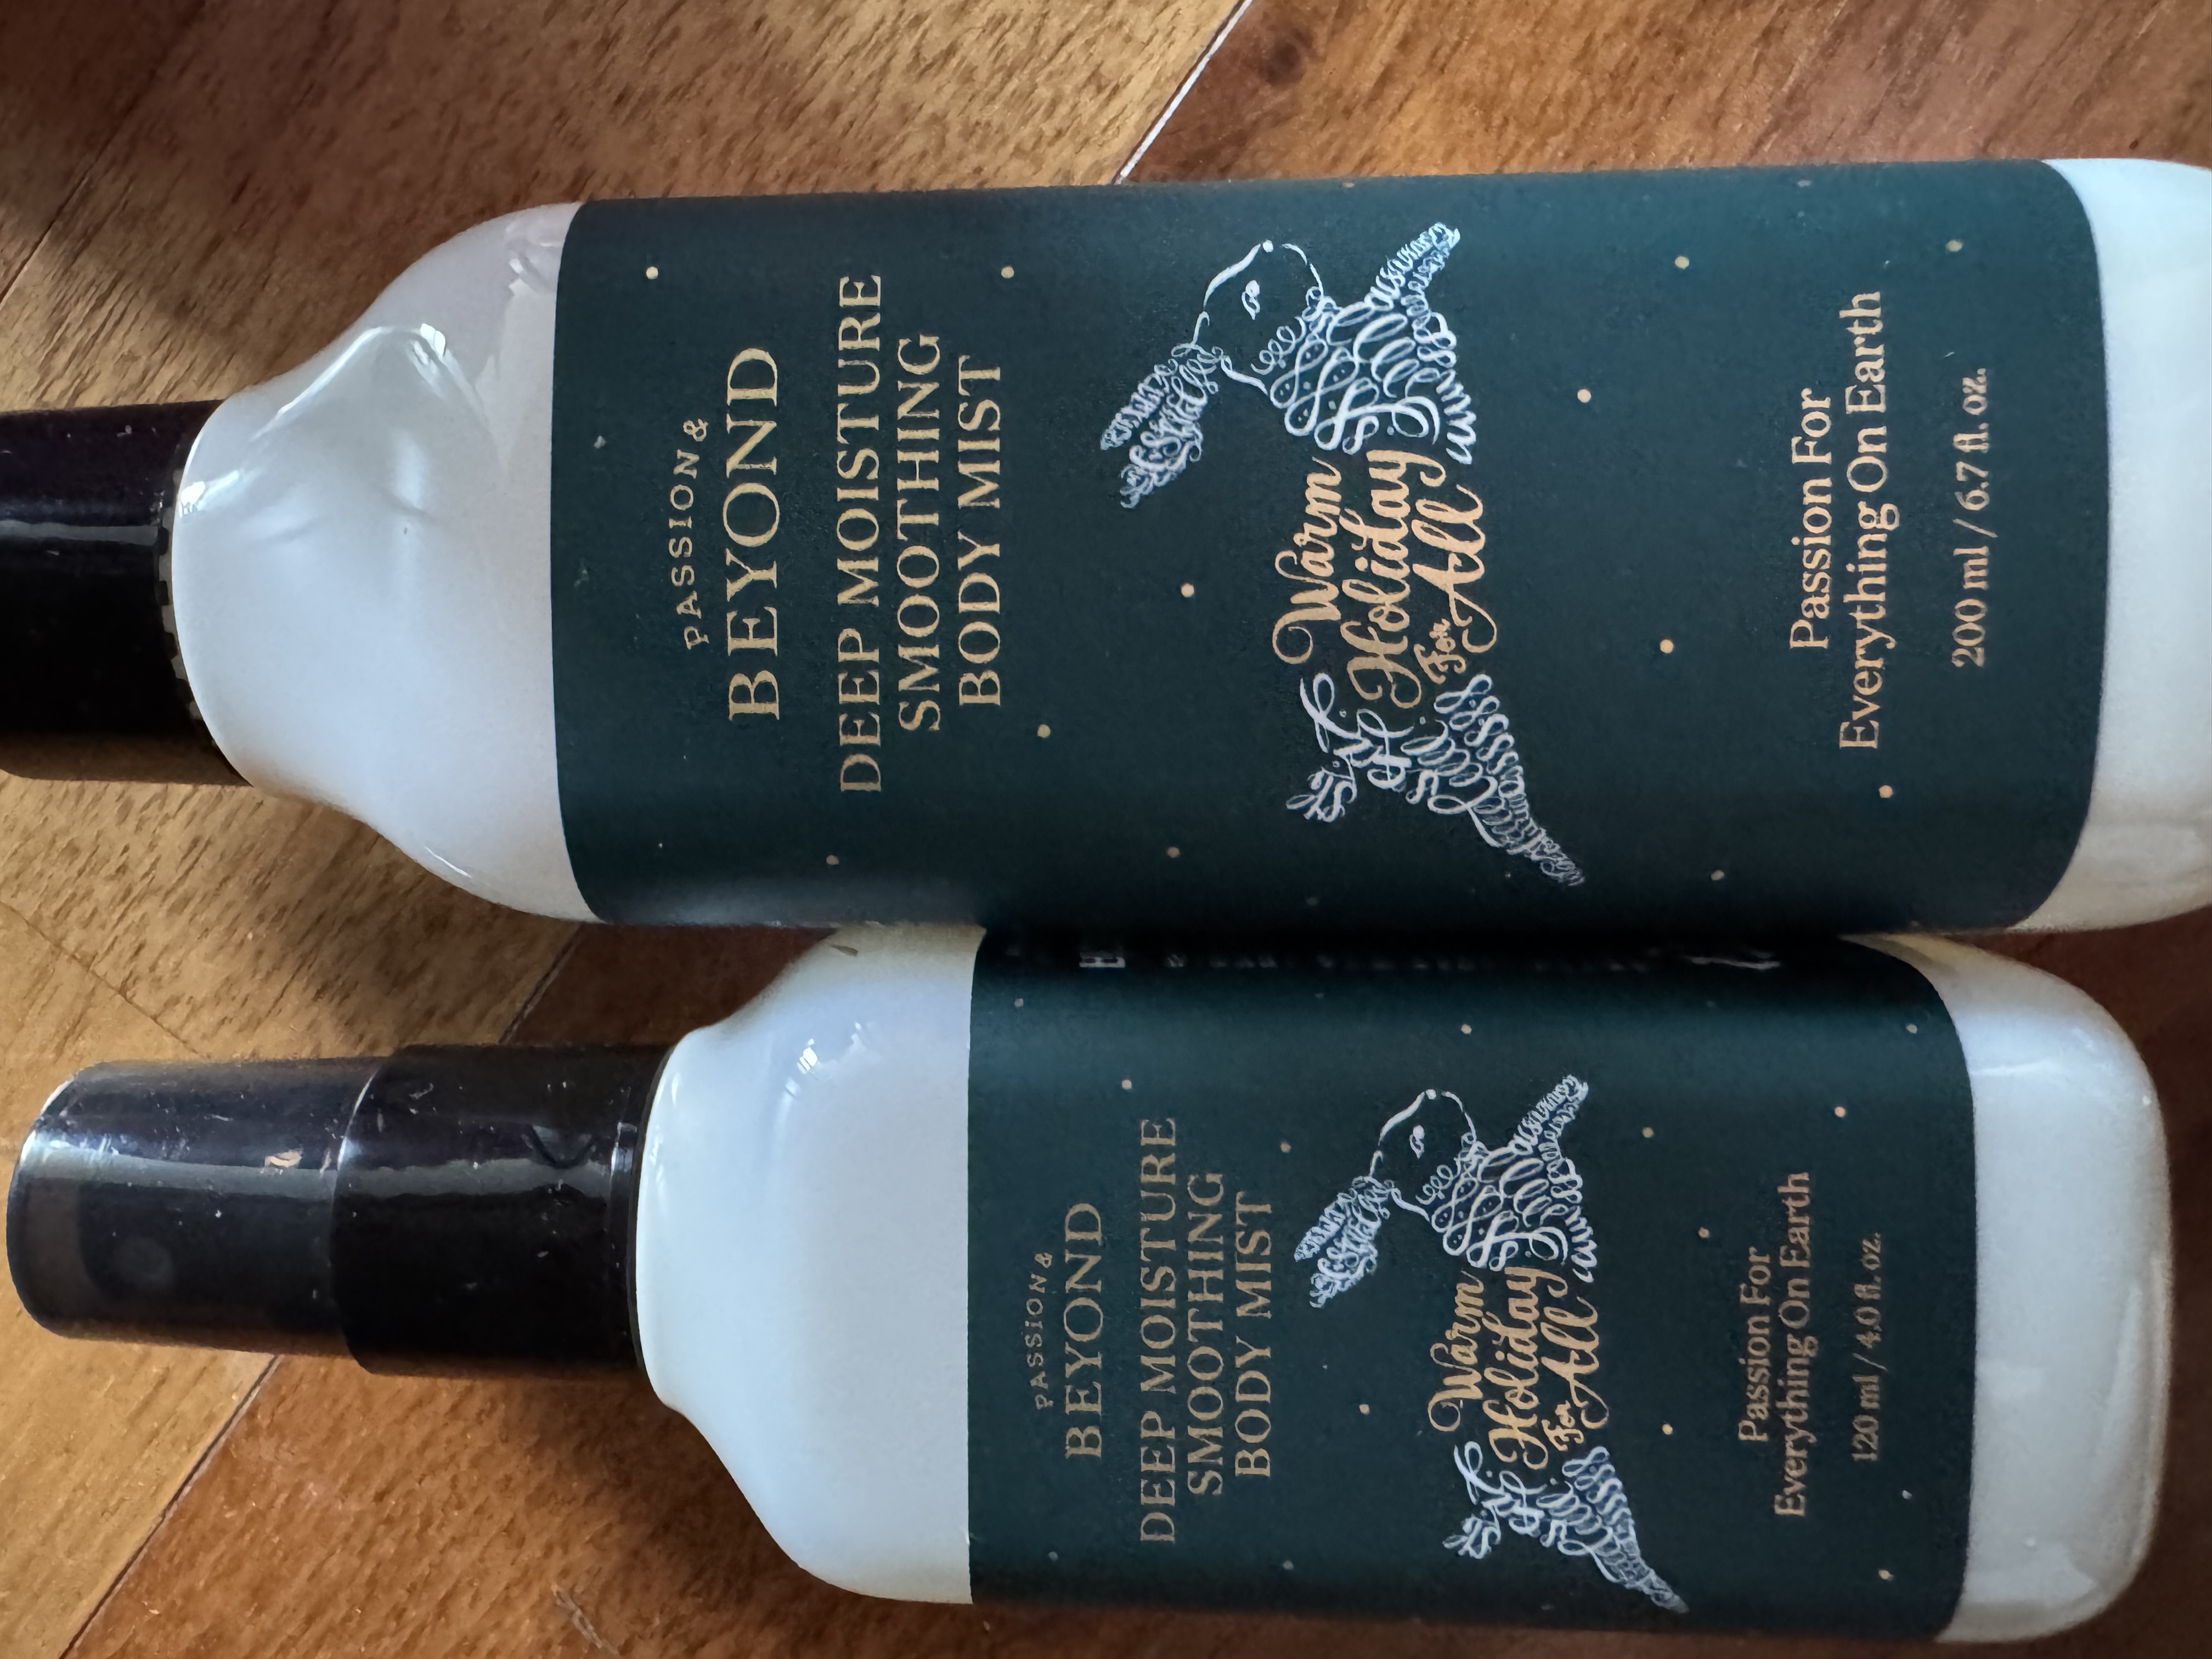 PASSION &
BEYOND
DEEP MOISTURE
SMOOTHING
BODY MIST
Warm
Holiday
For All
Passion For
Everything On Earth
200 ml / 6.7 fl. oz.
PASSION &
BEYOND
DEEP MOISTURE
SMOOTHING
BODY MIST
Warm
Holiday
For All
Passion For
Everything On Earth
120 ml / 4.0 fl. oz.